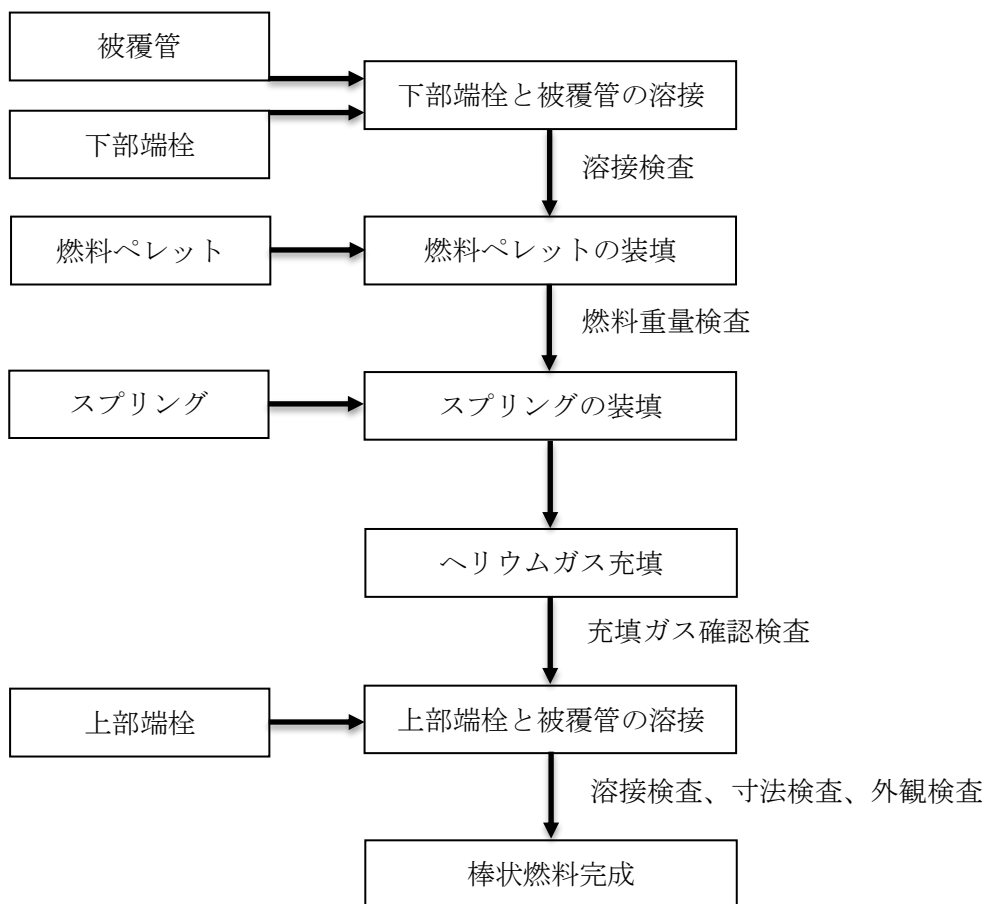 被覆管
下部端栓と被覆管の溶接
下部端栓
溶接検査
燃料ペレット
燃料ペレットの装填
燃料重量検査
スプリング
スプリングの装填
ヘリウムガス充填
充填ガス確認検査
上部端栓
上部端栓と被覆管の溶接
溶接検査、寸法検査、外観検査
棒状燃料完成